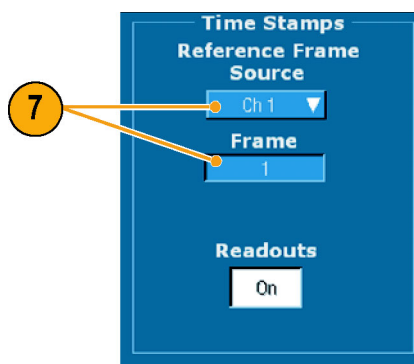 Time Stamps
Reference Frame
Source
7
Ch 1
Frame
1
Readouts
On